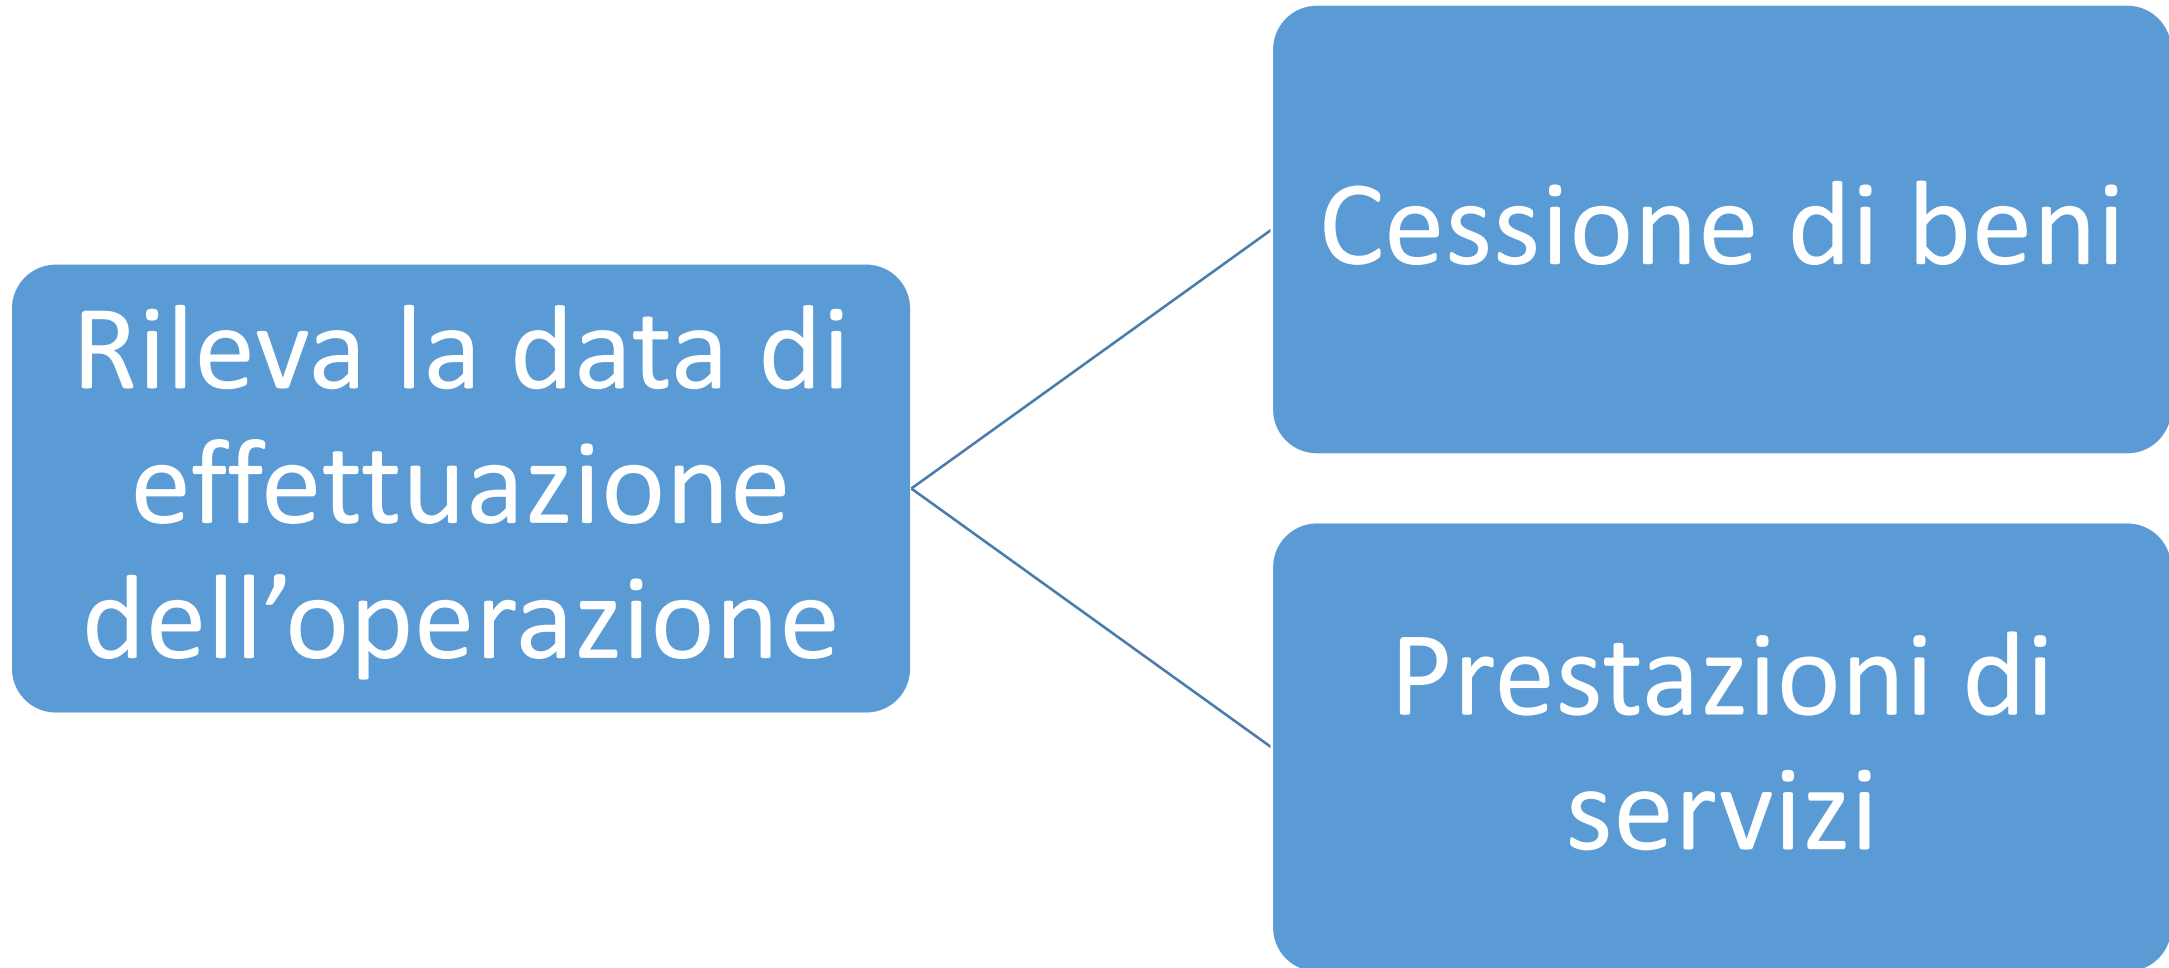 Rileva la data di
effettuazione
dell’operazione
Cessione di beni
Prestazioni di
servizi